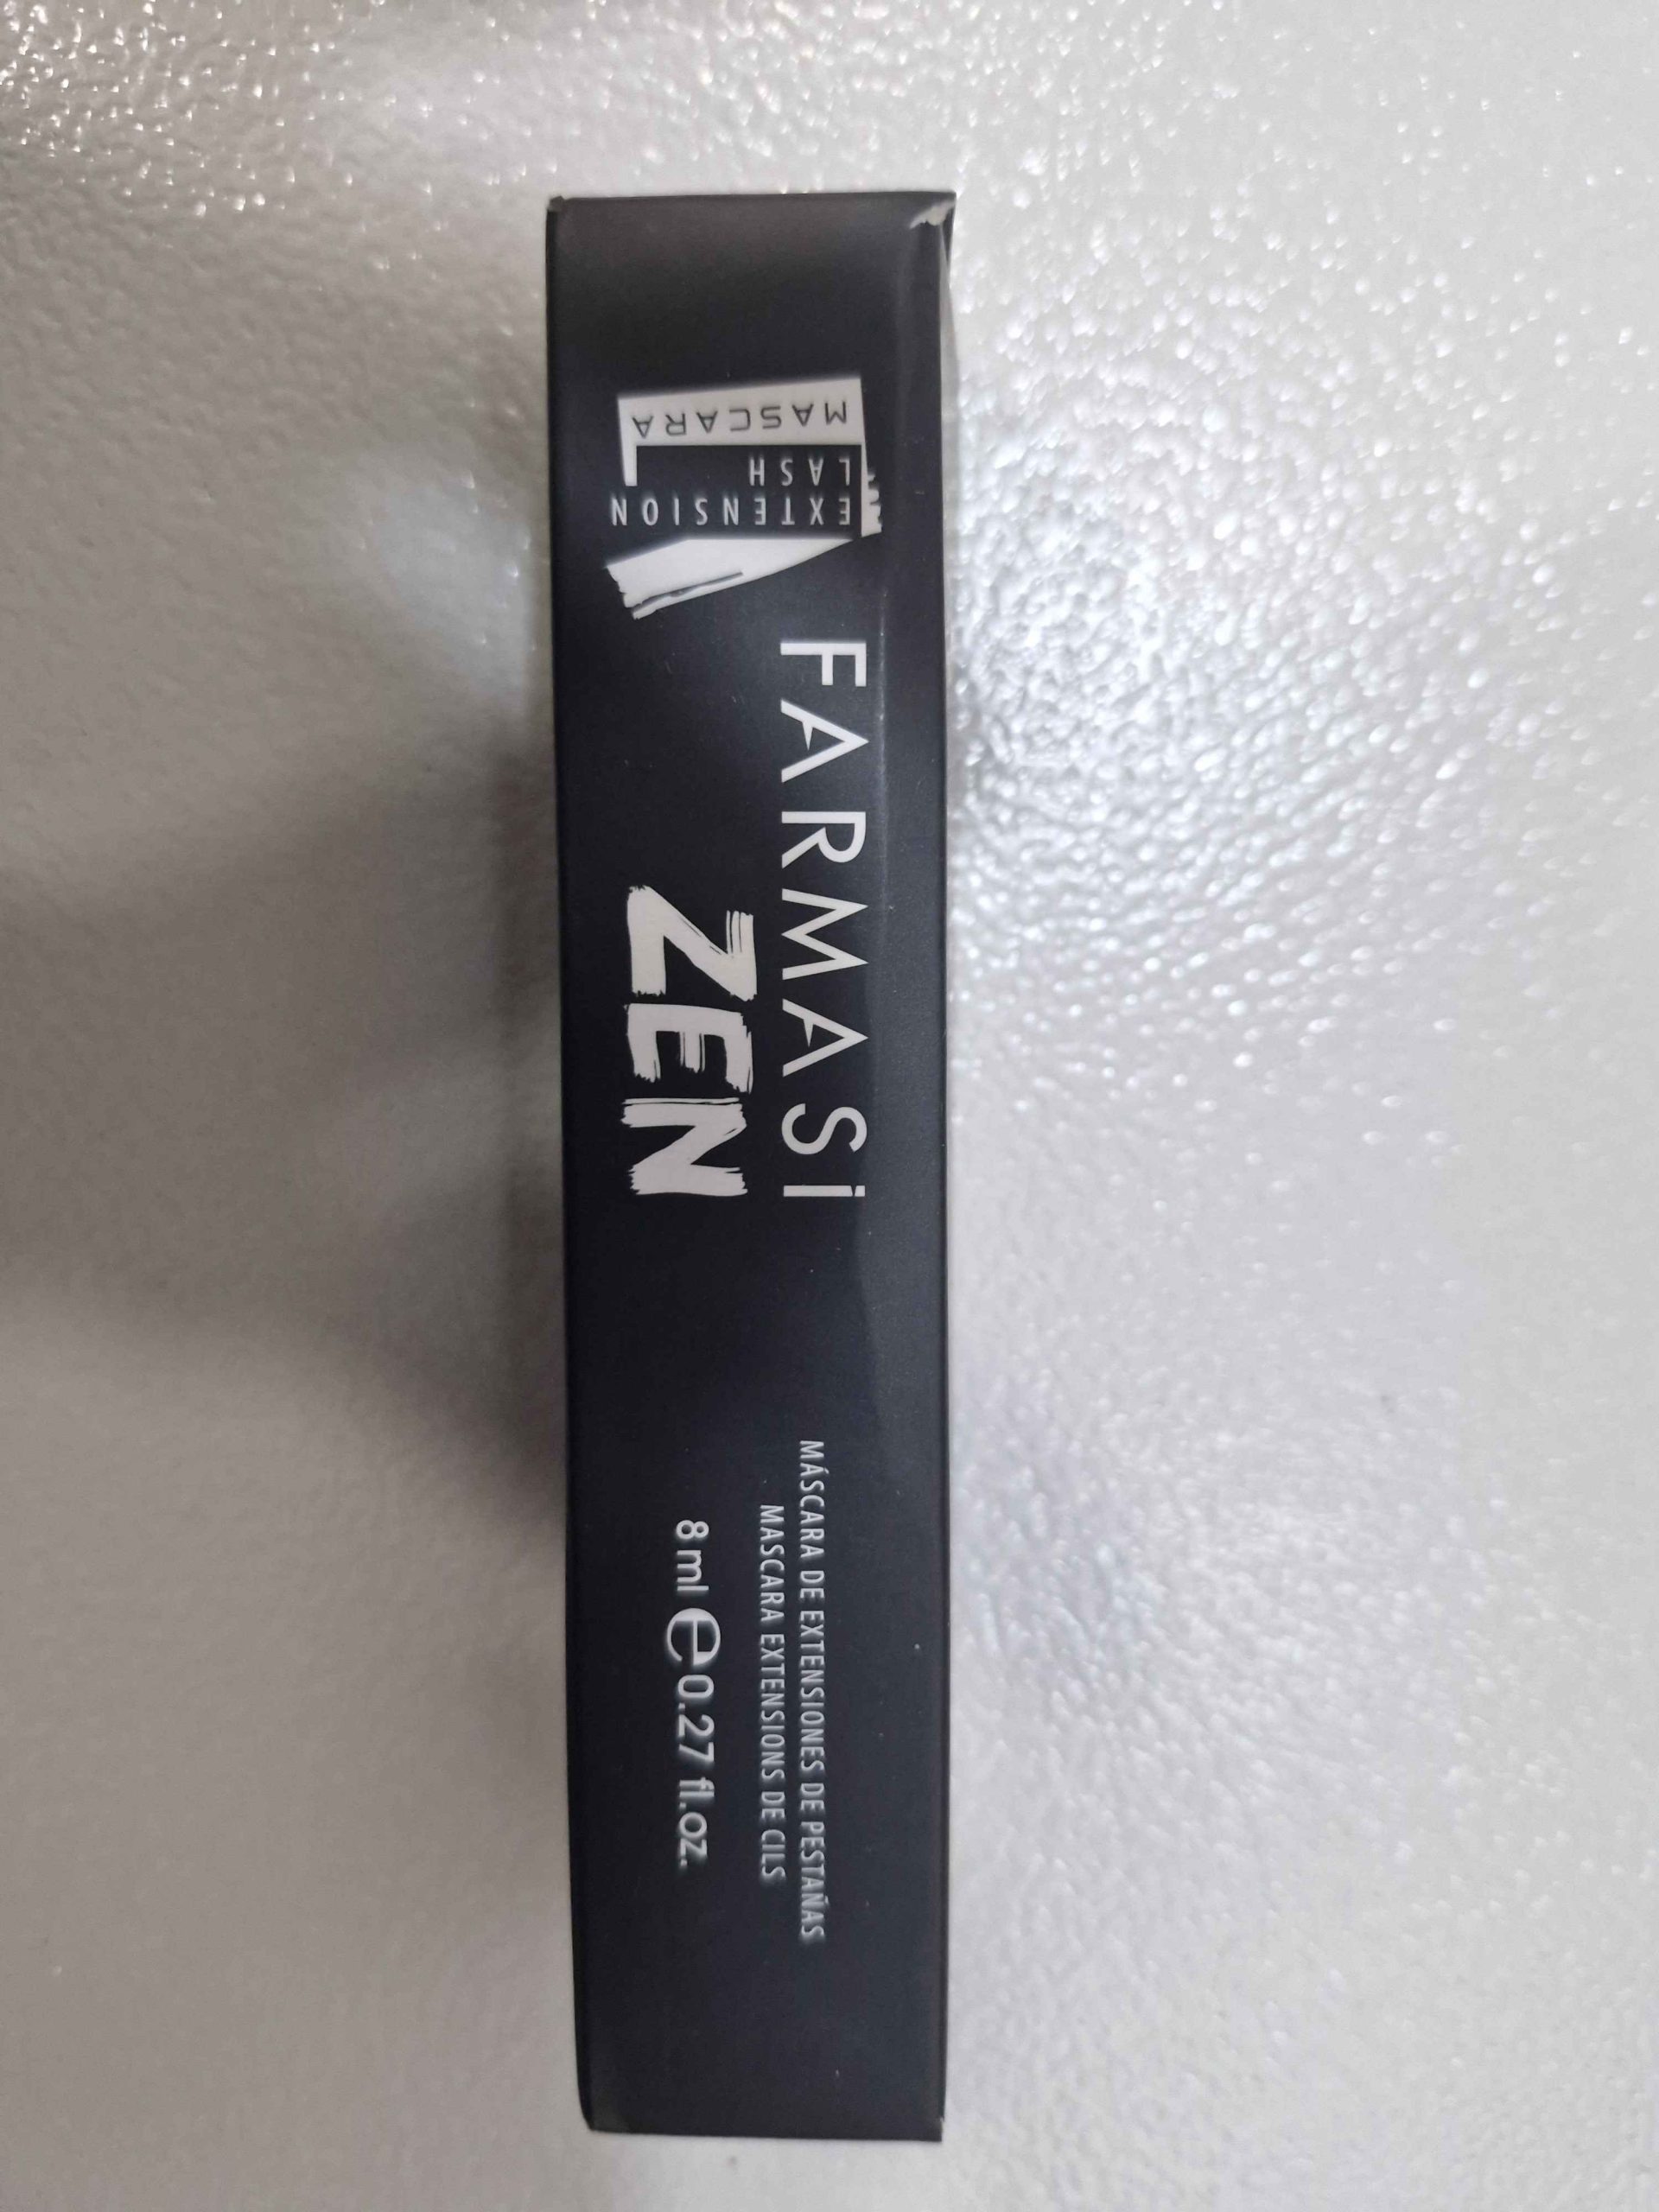 EXTENSION
LASH
MASCARA
FARMASİ
ZEN
MÁSCARA DE EXTENSIONES DE PESTAÑAS
MASCARA EXTENSIONS DE CILS
8 ml ℮ 0.27 fl.oz.